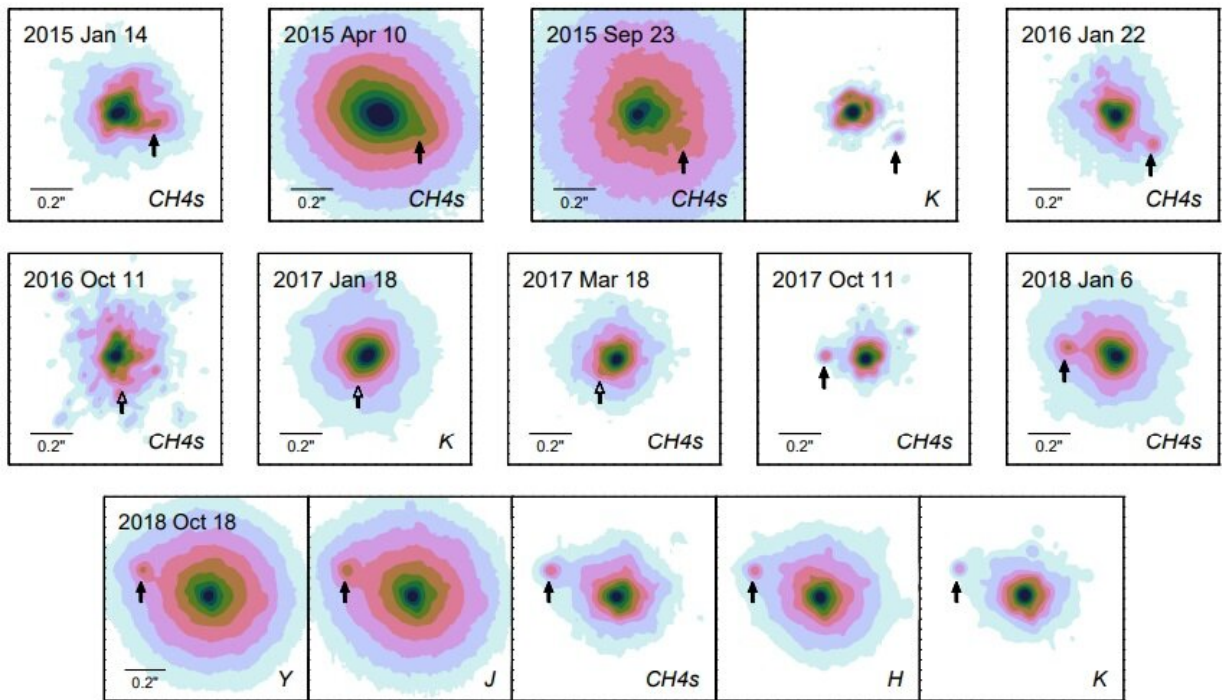 2015 Jan 14
0.2"
CH4s
2015 Apr 10
0.2"
CH4s
2015 Sep 23
0.2"
CH4s
K
2016 Jan 22
0.2"
CH4s
2016 Oct 11
0.2"
CH4s
2017 Jan 18
0.2"
K
2017 Mar 18
0.2"
CH4s
2017 Oct 11
0.2"
CH4s
2018 Jan 6
0.2"
CH4s
2018 Oct 18
0.2"
Y
J
CH4s
H
K